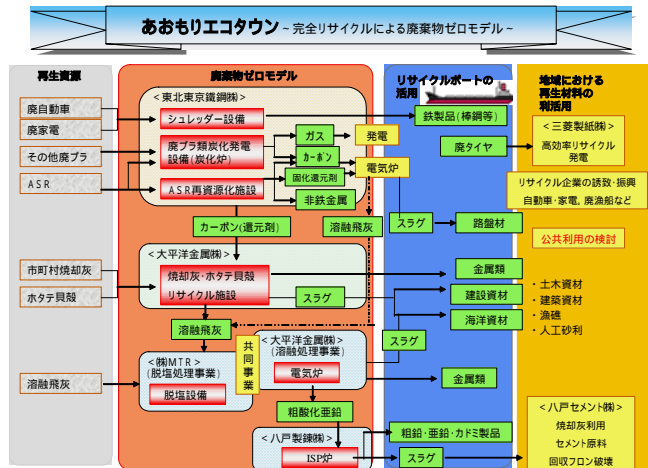 あおもりエコタウン ~ 完全リサイクルによる廃棄物ゼロモデル ~
再生資源
廃自動車
廃家電
その他廃プラ
ASR
市町村焼却灰
ホタテ貝殻
溶融飛灰
廃棄物ゼロモデル
<東北東京鐵鋼㈱>
シュレッダー設備
廃プラ類炭化発電
設備(炭化炉)
ASR再資源化施設
ガス
カーボン
固化還元剤
非鉄金属
発電
電気炉
カーボン(還元剤)
溶融飛灰
<大平洋金属㈱>
焼却灰・ホタテ貝殻
リサイクル施設
スラグ
溶融飛灰
共同事業
<㈱MTR>
(脱塩処理事業)
脱塩設備
<大平洋金属㈱>
(溶融処理事業)
電気炉
粗酸化亜鉛
<八戸製錬㈱>
ISP炉
リサイクルポートの
活用
鉄製品(棒鋼等)
廃タイヤ
スラグ
路盤材
金属類
建設資材
海洋資材
スラグ
金属類
粗鉛・亜鉛・カドミ製品
スラグ
地域における
再生材料の
利活用
<三菱製紙㈱>
高効率リサイクル
発電
リサイクル企業の誘致・振興
自動車・家電,廃漁船など
公共利用の検討
・土木資材
・建築資材
・漁礁
・人工砂利
<八戸セメント㈱>
焼却灰利用
セメント原料
回収フロン破壊